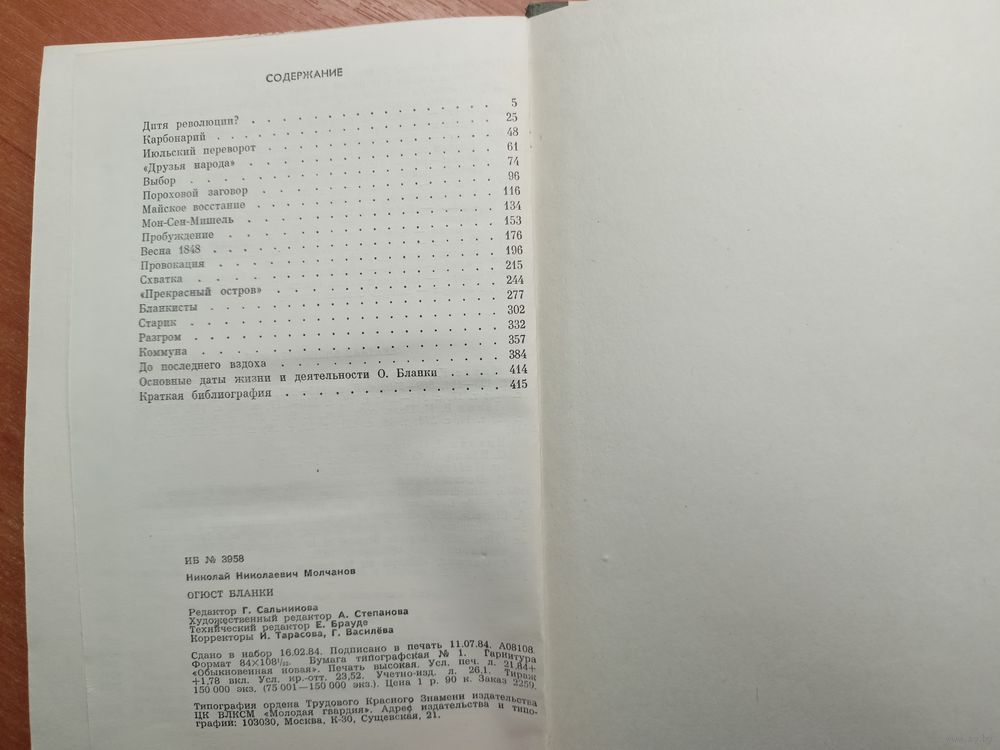 СОДЕРЖАНИЕ
Дитя революции? . . . . . . . . . . . . . 5
Карбонарий . . . . . . . . . . . . . . 25
Июльский переворот . . . . . . . . . . . . 48
«Друзья народа» . . . . . . . . . . . . . 61
Выбор . . . . . . . . . . . . . . . . 74
Пороховой заговор . . . . . . . . . . . . 96
Майское восстание . . . . . . . . . . . . 116
Мон-Сен-Мишель . . . . . . . . . . . . . 134
Пробуждение . . . . . . . . . . . . . . 153
Весна 1848 . . . . . . . . . . . . . . 176
Провокация . . . . . . . . . . . . . . 196
Схватка . . . . . . . . . . . . . . . 215
«Прекрасный остров» . . . . . . . . . . . 244
Бланкисты . . . . . . . . . . . . . . 277
Старик . . . . . . . . . . . . . . . 302
Разгром . . . . . . . . . . . . . . . 332
Коммуна . . . . . . . . . . . . . . . 357
До последнего вздоха . . . . . . . . . . . 384
Основные даты жизни и деятельности О. Бланки . . . . 414
Краткая библиография . . . . . . . . . . . 415
ИБ № 3958
Николай Николаевич Молчанов
ОГЮСТ БЛАНКИ
Редактор Г. Сальникова
Художественный редактор А. Степанова
Технический редактор Е. Брауде
Корректоры И. Тарасова, Г. Василёва
Сдано в набор 16.02.84. Подписано в печать 11.07.84. А08108.
Формат 84×108¹/₃₂. Бумага типографская № 1. Гарнитура
«Обыкновенная новая». Печать высокая. Усл. печ. л. 21,84+
+1,78 вкл. Усл. кр.-отт. 23,52. Учетно-изд. л. 26,1. Тираж
150 000 экз. (75 001—150 000 экз.). Цена 1 р. 90 к. Заказ 2259.
Типография ордена Трудового Красного Знамени издательства
ЦК ВЛКСМ «Молодая гвардия». Адрес издательства и типо-
графии: 103030, Москва, К-30, Сущевская, 21.